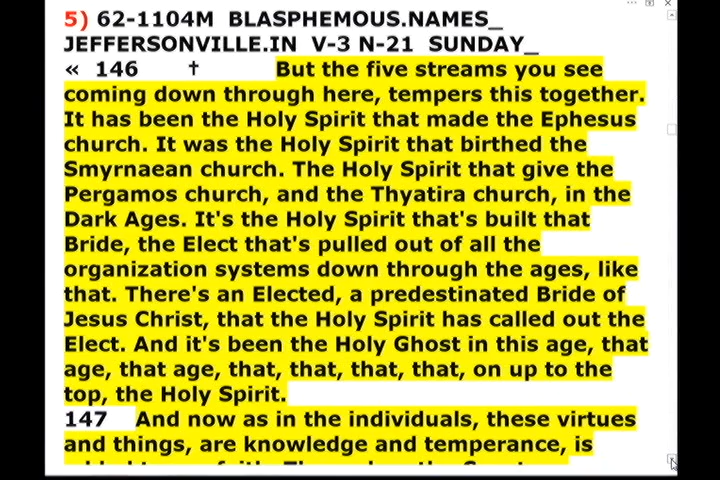 5) 62-1104M BLASPHEMOUS.NAMES_
JEFFERSONVILLE.IN V-3 N-21 SUNDAY_
« 146 † But the five streams you see
coming down through here, tempers this together.
It has been the Holy Spirit that made the Ephesus
church. It was the Holy Spirit that birthed the
Smyrnaean church. The Holy Spirit that give the
Pergamos church, and the Thyatira church, in the
Dark Ages. It's the Holy Spirit that's built that
Bride, the Elect that's pulled out of all the
organization systems down through the ages, like
that. There's an Elected, a predestinated Bride of
Jesus Christ, that the Holy Spirit has called out the
Elect. And it's been the Holy Ghost in this age, that
age, that age, that, that, that, that, on up to the
top, the Holy Spirit.
147 And now as in the individuals, these virtues
and things, are knowledge and temperance, is